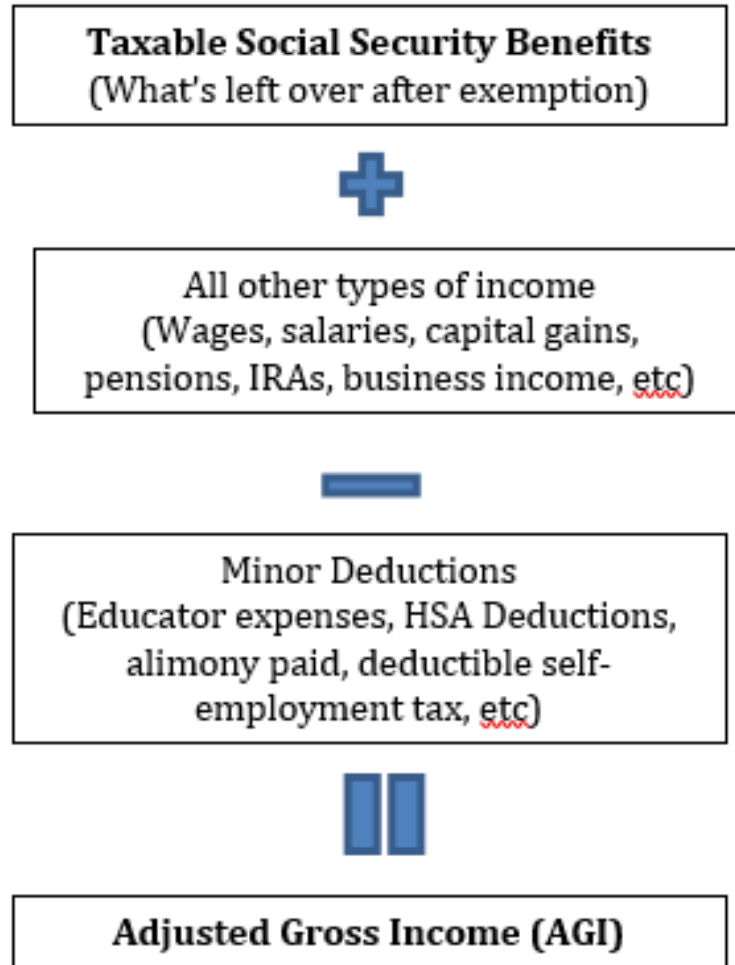 Taxable Social Security Benefits
(What's left over after exemption)
All other types of income
(Wages, salaries, capital gains,
pensions, IRAs, business income, etc)
Minor Deductions
(Educator expenses, HSA Deductions,
alimony paid, deductible self-
employment tax, etc)
Adjusted Gross Income (AGI)